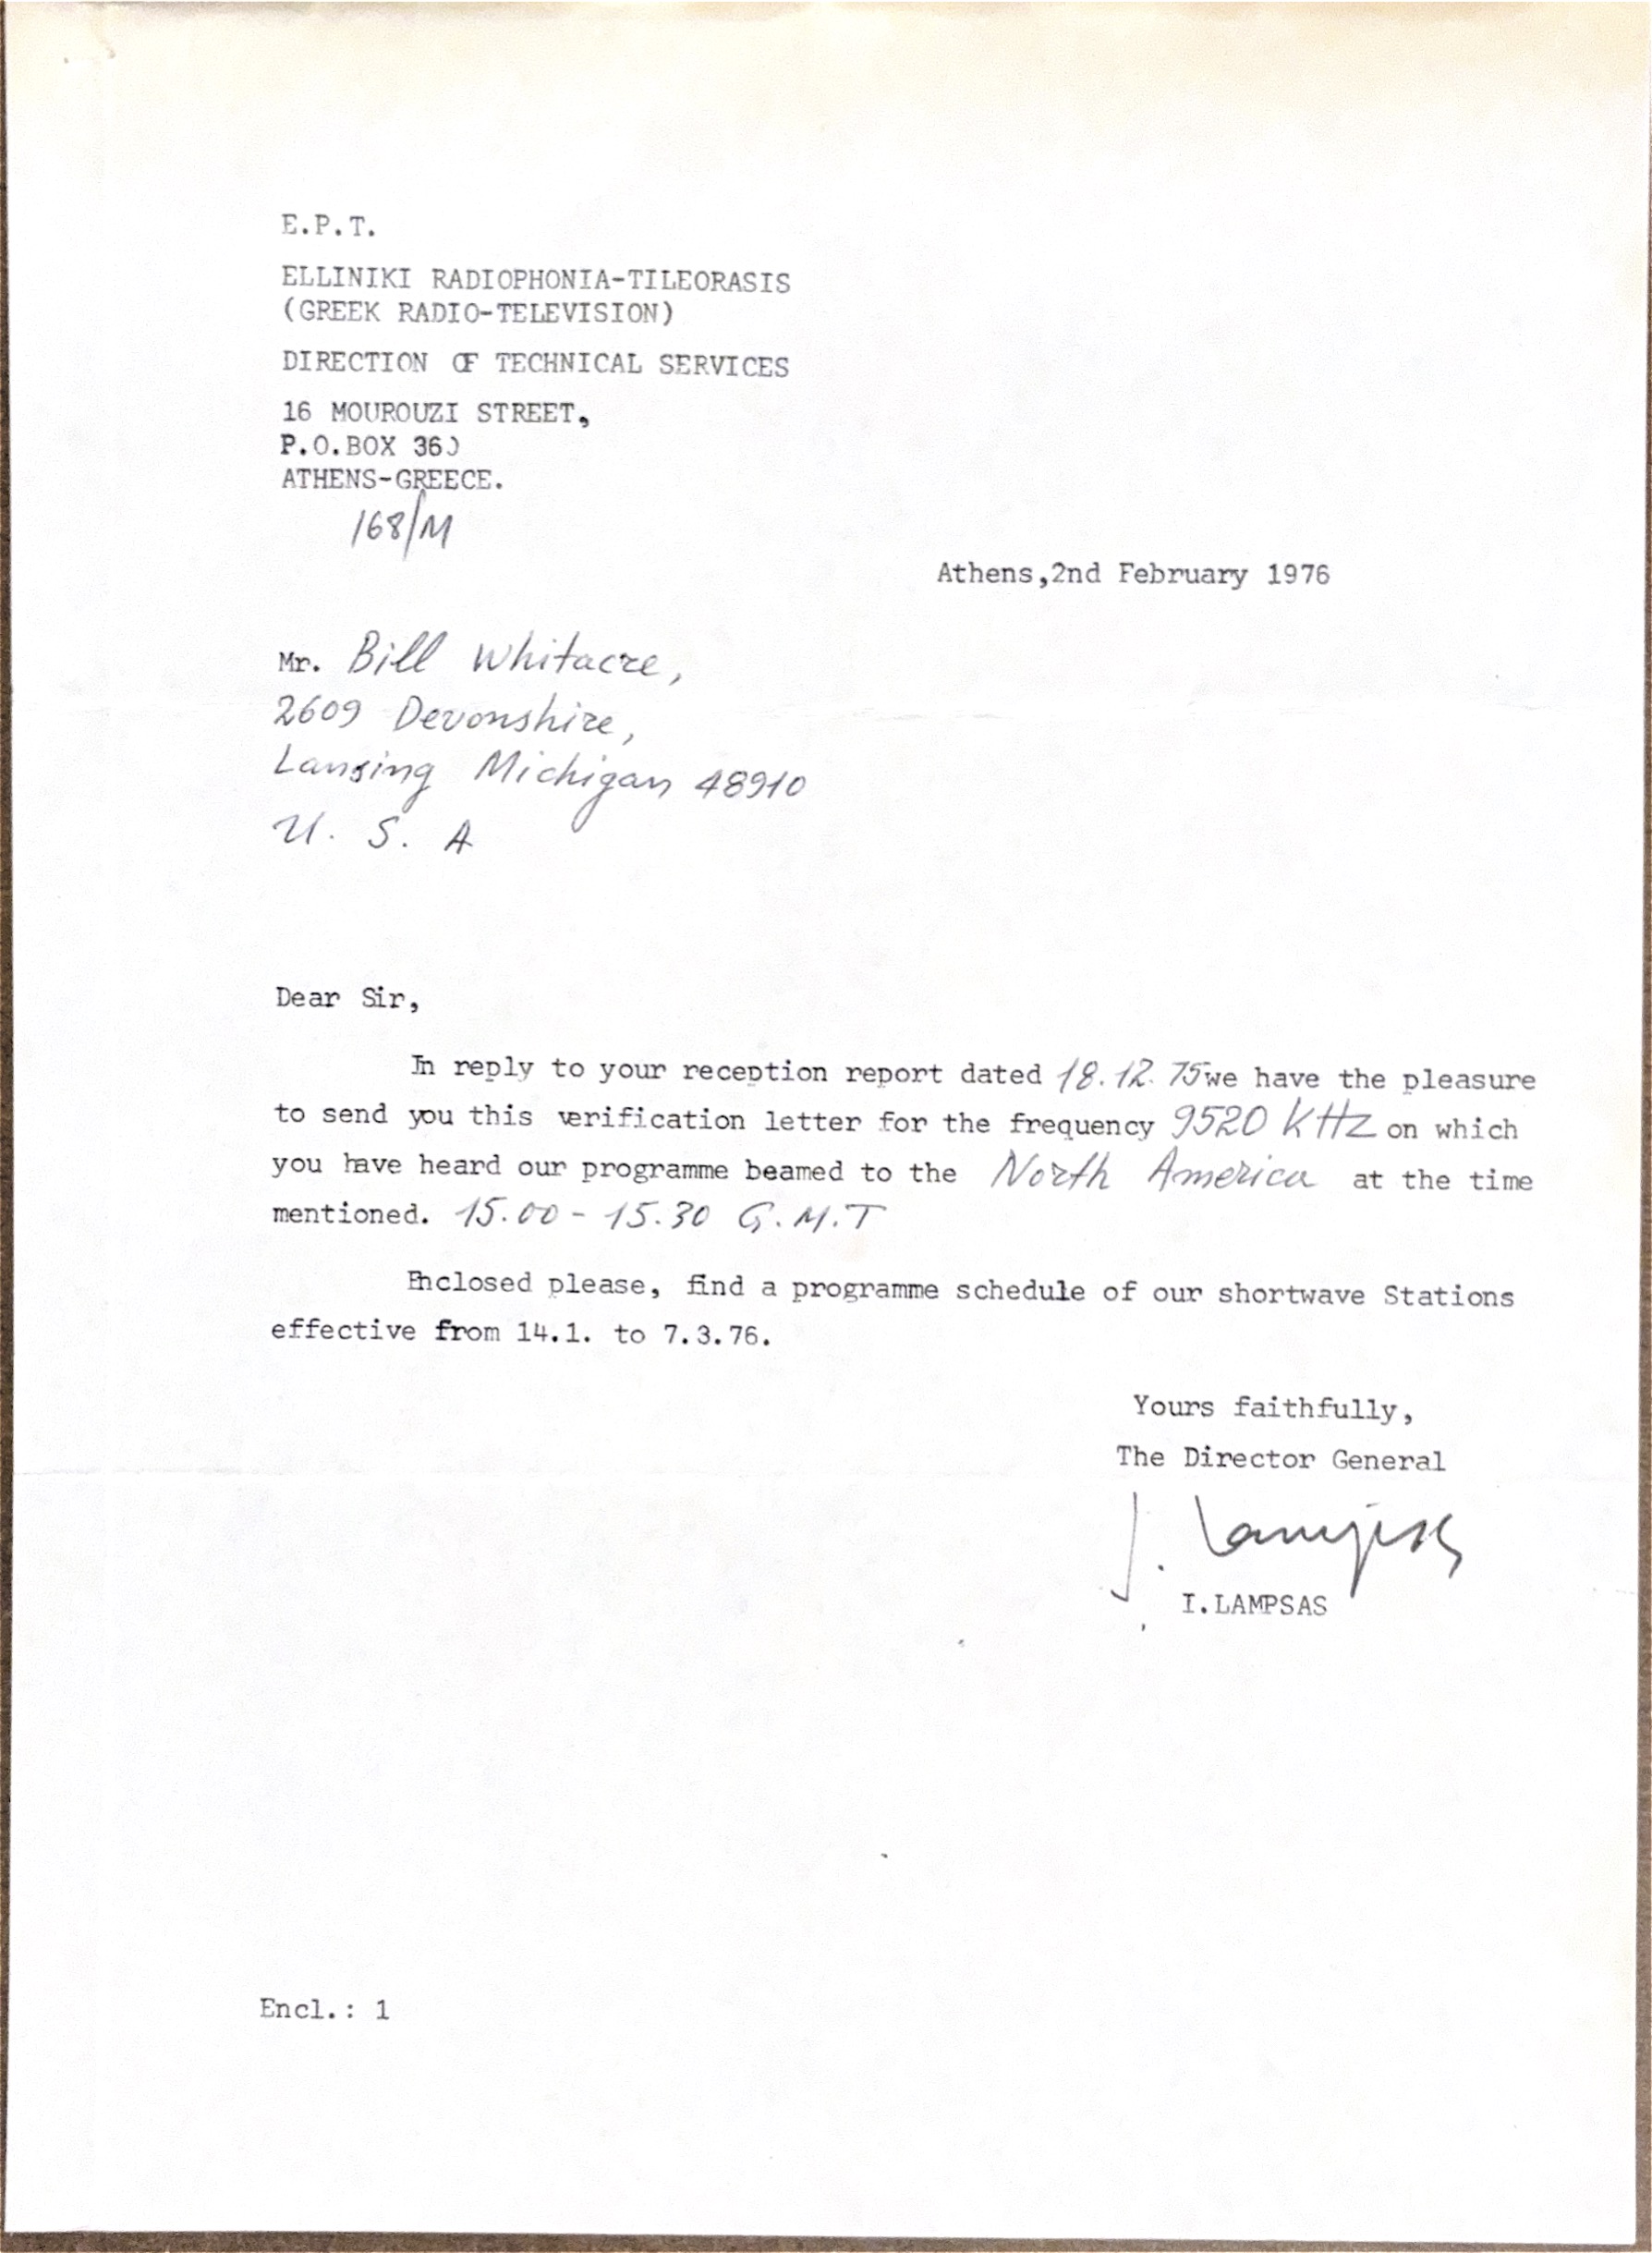 E.P.T.
ELLINIKI RADIOPHONIA-TILEORASIS
(GREEK RADIO-TELEVISION)
DIRECTION OF TECHNICAL SERVICES
16 MOUROUZI STREET,
P.O.BOX 360
ATHENS-GREECE.
168/M
Athens,2nd February 1976
Mr. Bill Whitacre,
2609 Devonshire,
Lansing Michigan 48910
U. S. A
Dear Sir,
In reply to your reception report dated 18.12.75 we have the pleasure
to send you this verification letter for the frequency 9520 KHz on which
you have heard our programme beamed to the North America at the time
mentioned. 15.00 - 15.30 G.M.T
Enclosed please, find a programme schedule of our shortwave Stations
effective from 14.1. to 7.3.76.
Yours faithfully,
The Director General
J. Lampsas
I.LAMPSAS
Encl.: 1